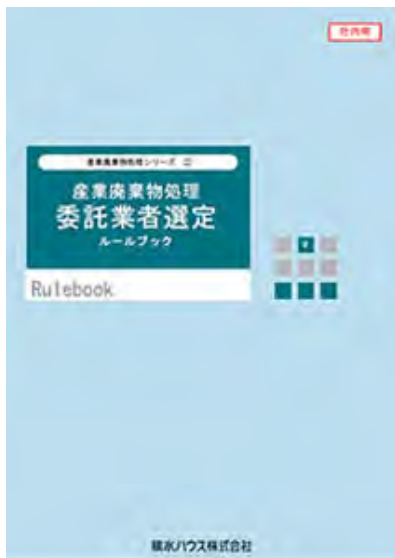 社内用
産業廃棄物処理シリーズ ②
産業廃棄物処理
委託業者選定
ルールブック
Rulebook
積水ハウス株式会社